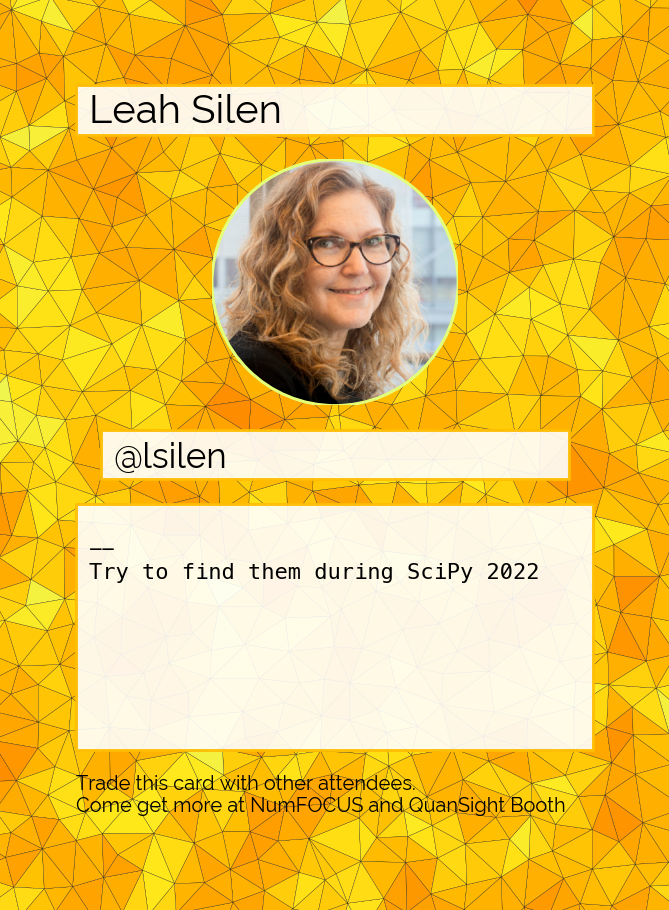 Leah Silen
@lsilen
——
Try to find them during SciPy 2022
Trade this card with other attendees.
Come get more at NumFOCUS and QuanSight Booth